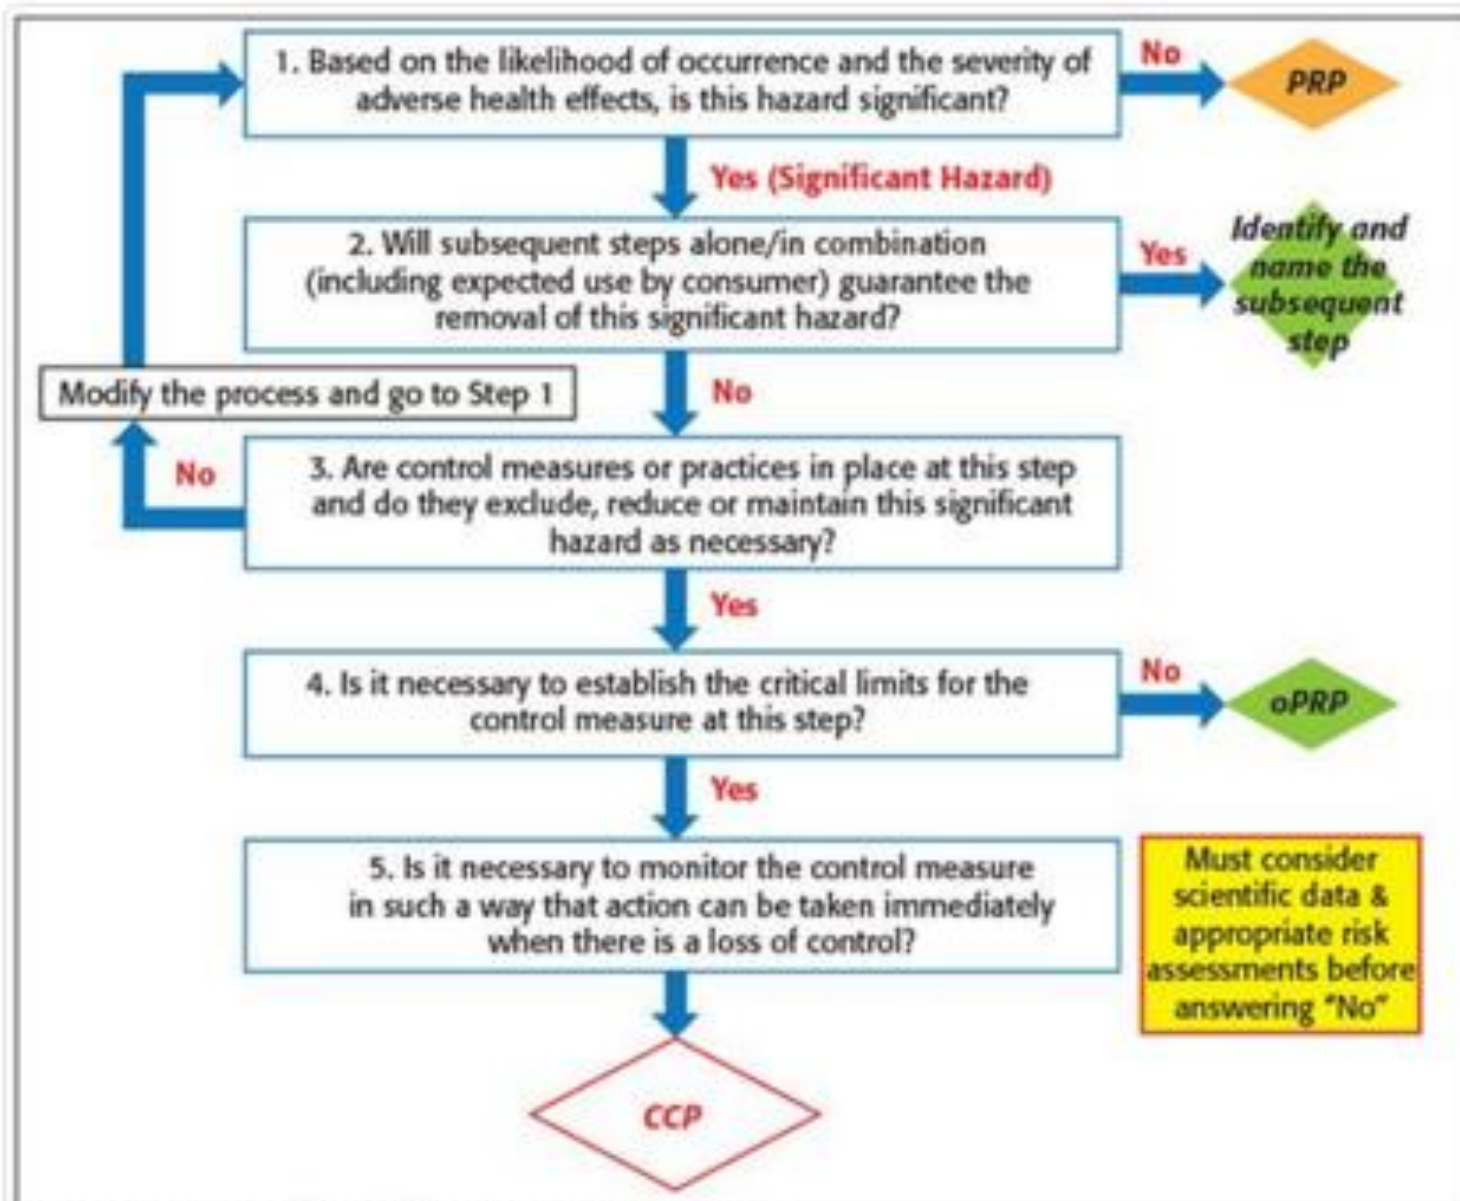 1. Based on the likelihood of occurrence and the severity of
adverse health effects, is this hazard significant?
No
PRP
Yes (Significant Hazard)
2. Will subsequent steps alone/in combination
(including expected use by consumer) guarantee the
removal of this significant hazard?
Yes
Identify and
name the
subsequent
step
Modify the process and go to Step 1
No
No
3. Are control measures or practices in place at this step
and do they exclude, reduce or maintain this significant
hazard as necessary?
Yes
4. Is it necessary to establish the critical limits for the
control measure at this step?
No
oPRP
Yes
5. Is it necessary to monitor the control measure
in such a way that action can be taken immediately
when there is a loss of control?
Must consider
scientific data &
appropriate risk
assessments before
answering "No"
CCP